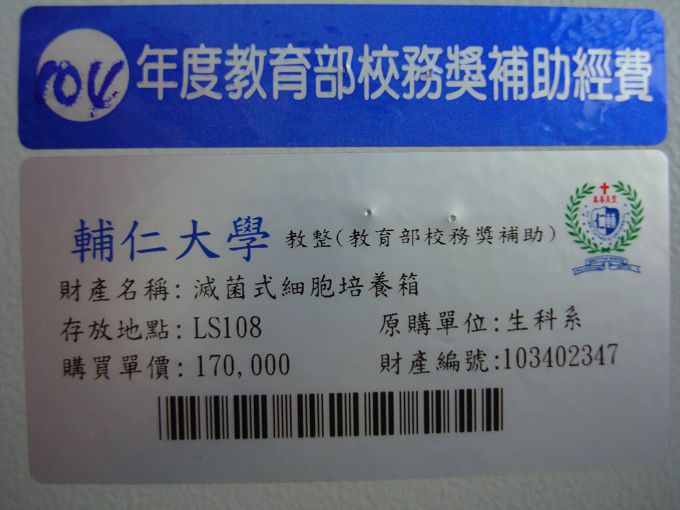 104 年度教育部校務獎補助經費
輔仁大學 教整(教育部校務獎補助)
財產名稱: 滅菌式細胞培養箱
存放地點: LS108 原購單位:生科系
購買單價: 170,000 財產編號:103402347